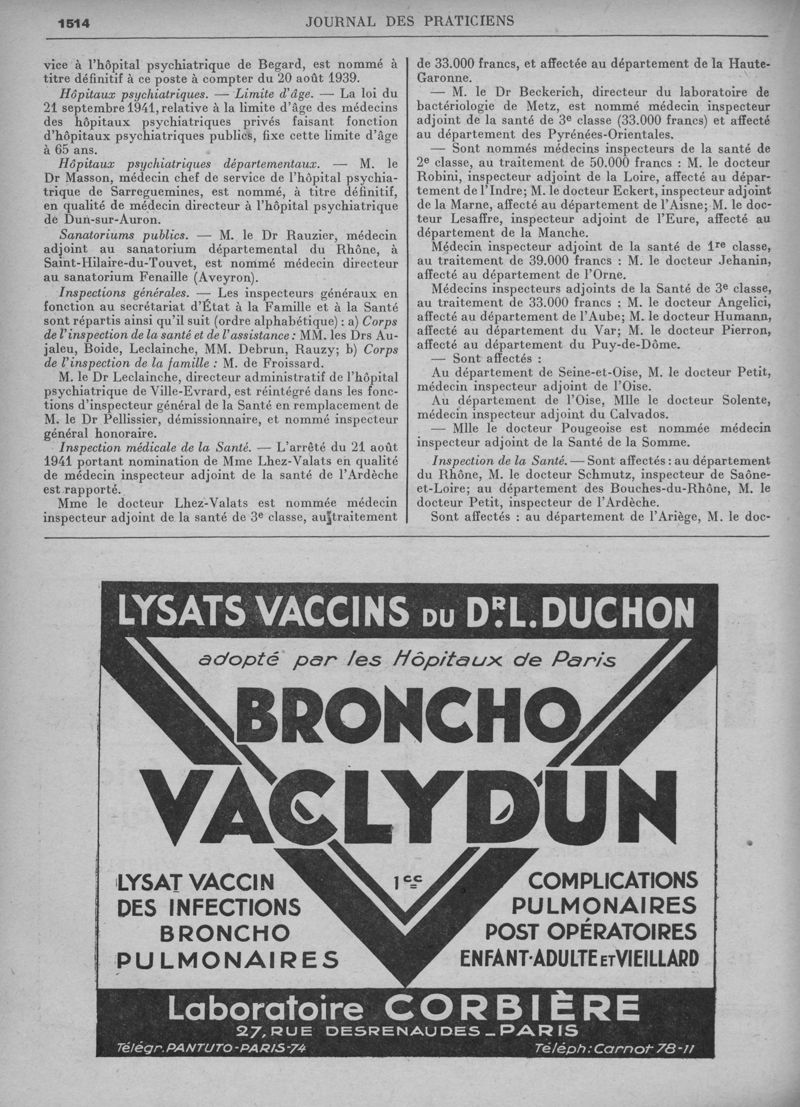 1514
JOURNAL DES PRATICIENS
vice à l'hôpital psychiatrique de Begard, est nommé à
titre définitif à ce poste à compter du 20 août 1939.
Hôpitaux psychiatriques. — Limite d'âge. — La loi du
21 septembre 1941, relative à la limite d'âge des médecins
des hôpitaux psychiatriques privés faisant fonction
d'hôpitaux psychiatriques publics, fixe cette limite d'âge
à 65 ans.
Hôpitaux psychiatriques départementaux. — M. le
Dr Masson, médecin chef de service de l'hôpital psychia-
trique de Sarreguemines, est nommé, à titre définitif,
en qualité de médecin directeur à l'hôpital psychiatrique
de Dun-sur-Auron.
Sanatoriums publics. — M. le Dr Rauzier, médecin
adjoint au sanatorium départemental du Rhône, à
Saint-Hilaire-du-Touvet, est nommé médecin directeur
au sanatorium Fenaille (Aveyron).
Inspections générales. — Les inspecteurs généraux en
fonction au secrétariat d'État à la Famille et à la Santé
sont répartis ainsi qu'il suit (ordre alphabétique) : a) Corps
de l'inspection de la santé et de l'assistance : MM. les Drs Au-
jaleu, Boide, Leclainche, MM. Debrun, Rauzy; b) Corps
de l'inspection de la famille : M. de Froissard.
M. le Dr Leclainche, directeur administratif de l'hôpital
psychiatrique de Ville-Evrard, est réintégré dans les fonc-
tions d'inspecteur général de la Santé en remplacement de
M. le Dr Pellissier, démissionnaire, et nommé inspecteur
général honoraire.
Inspection médicale de la Santé. — L'arrêté du 21 août
1941 portant nomination de Mme Lhez-Valats en qualité
de médecin inspecteur adjoint de la santé de l'Ardèche
est rapporté.
Mme le docteur Lhez-Valats est nommée médecin
inspecteur adjoint de la santé de 3e classe, au traitement
de 33.000 francs, et affectée au département de la Haute-
Garonne.
— M. le Dr Beckerich, directeur du laboratoire de
bactériologie de Metz, est nommé médecin inspecteur
adjoint de la santé de 3e classe (33.000 francs) et affecté
au département des Pyrénées-Orientales.
— Sont nommés médecins inspecteurs de la santé de
2e classe, au traitement de 50.000 francs : M. le docteur
Robini, inspecteur adjoint de la Loire, affecté au dépar-
tement de l'Indre; M. le docteur Eckert, inspecteur adjoint
de la Marne, affecté au département de l'Aisne; M. le doc-
teur Lesaffre, inspecteur adjoint de l'Eure, affecté au
département de la Manche.
Médecin inspecteur adjoint de la santé de 1re classe,
au traitement de 39.000 francs : M. le docteur Jehanin,
affecté au département de l'Orne.
Médecins inspecteurs adjoints de la Santé de 3e classe,
au traitement de 33.000 francs : M. le docteur Angelici,
affecté au département de l'Aube; M. le docteur Humann,
affecté au département du Var; M. le docteur Pierron,
affecté au département du Puy-de-Dôme.
— Sont affectés :
Au département de Seine-et-Oise, M. le docteur Petit,
médecin inspecteur adjoint de l'Oise.
Au département de l'Oise, Mlle le docteur Solente,
médecin inspecteur adjoint du Calvados.
— Mlle le docteur Pougeoise est nommée médecin
inspecteur adjoint de la Santé de la Somme.
Inspection de la Santé. — Sont affectés : au département
du Rhône, M. le docteur Schmutz, inspecteur de Saône-
et-Loire; au département des Bouches-du-Rhône, M. le
docteur Petit, inspecteur de l'Ardèche.
Sont affectés : au département de l'Ariège, M. le doc-
LYSATS VACCINS DU DR. L. DUCHON
adopté par les Hôpitaux de Paris
BRONCHO
VACLYDUN
LYSAT VACCIN
DES INFECTIONS
BRONCHO
PULMONAIRES
1cc
COMPLICATIONS
PULMONAIRES
POST OPÉRATOIRES
ENFANT-ADULTE ET VIEILLARD
Laboratoire CORBIÈRE
27, RUE DESRENAUDES - PARIS
Télégr. PANTUTO-PARIS-74
Téléph: Carnot 78-11